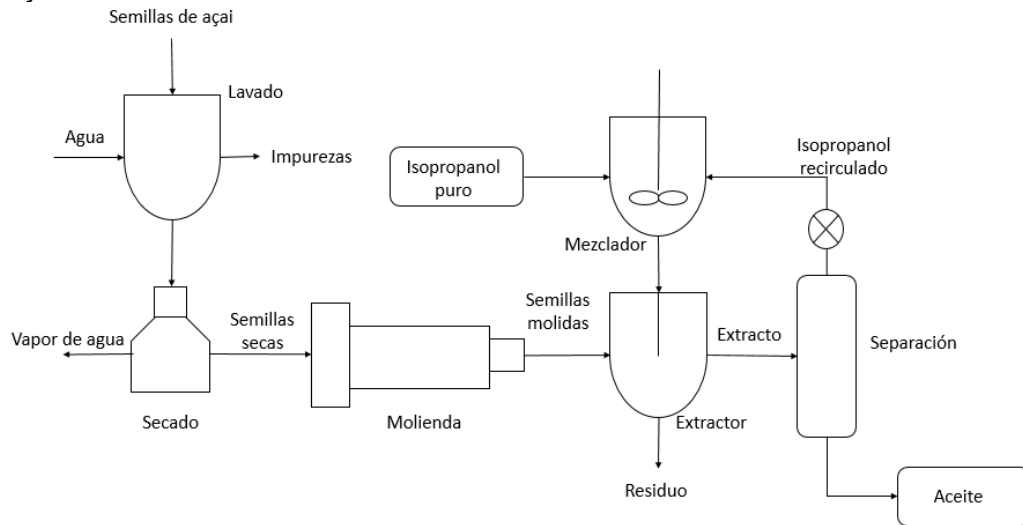 Semillas de açai
Lavado
Agua
Impurezas
Isopropanol
puro
Isopropanol
recirculado
Mezclador
Vapor de agua
Semillas
secas
Semillas
molidas
Extracto
Separación
Secado
Molienda
Extractor
Residuo
Aceite